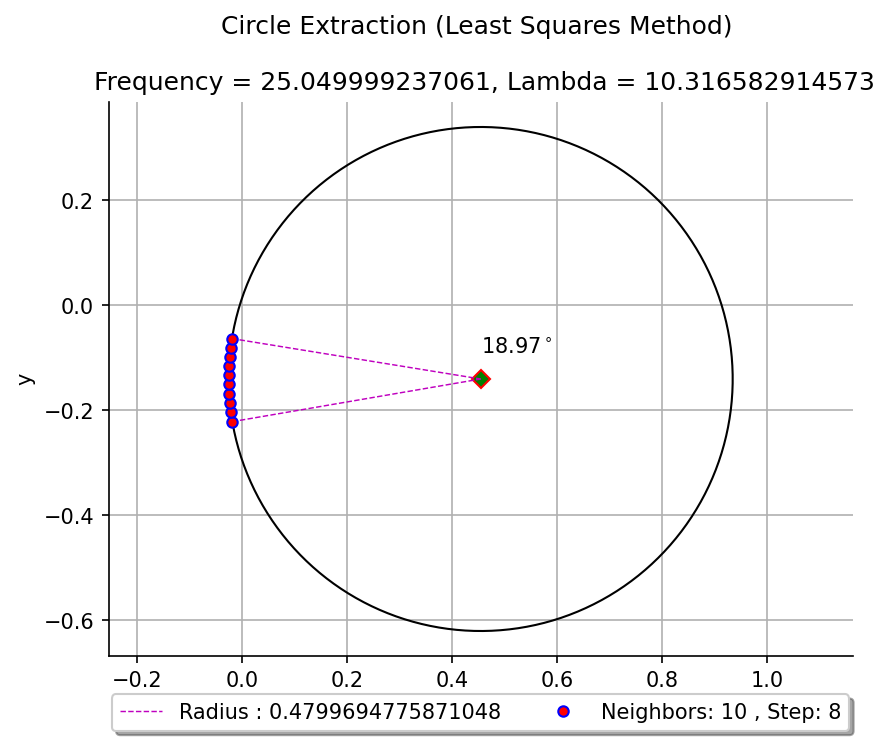 Circle Extraction (Least Squares Method)
Frequency = 25.049999237061, Lambda = 10.316582914573
0.2
0.0
−0.2
−0.4
−0.6
y
18.97°
−0.2 0.0 0.2 0.4 0.6 0.8 1.0
Radius : 0.4799694775871048 Neighbors: 10 , Step: 8